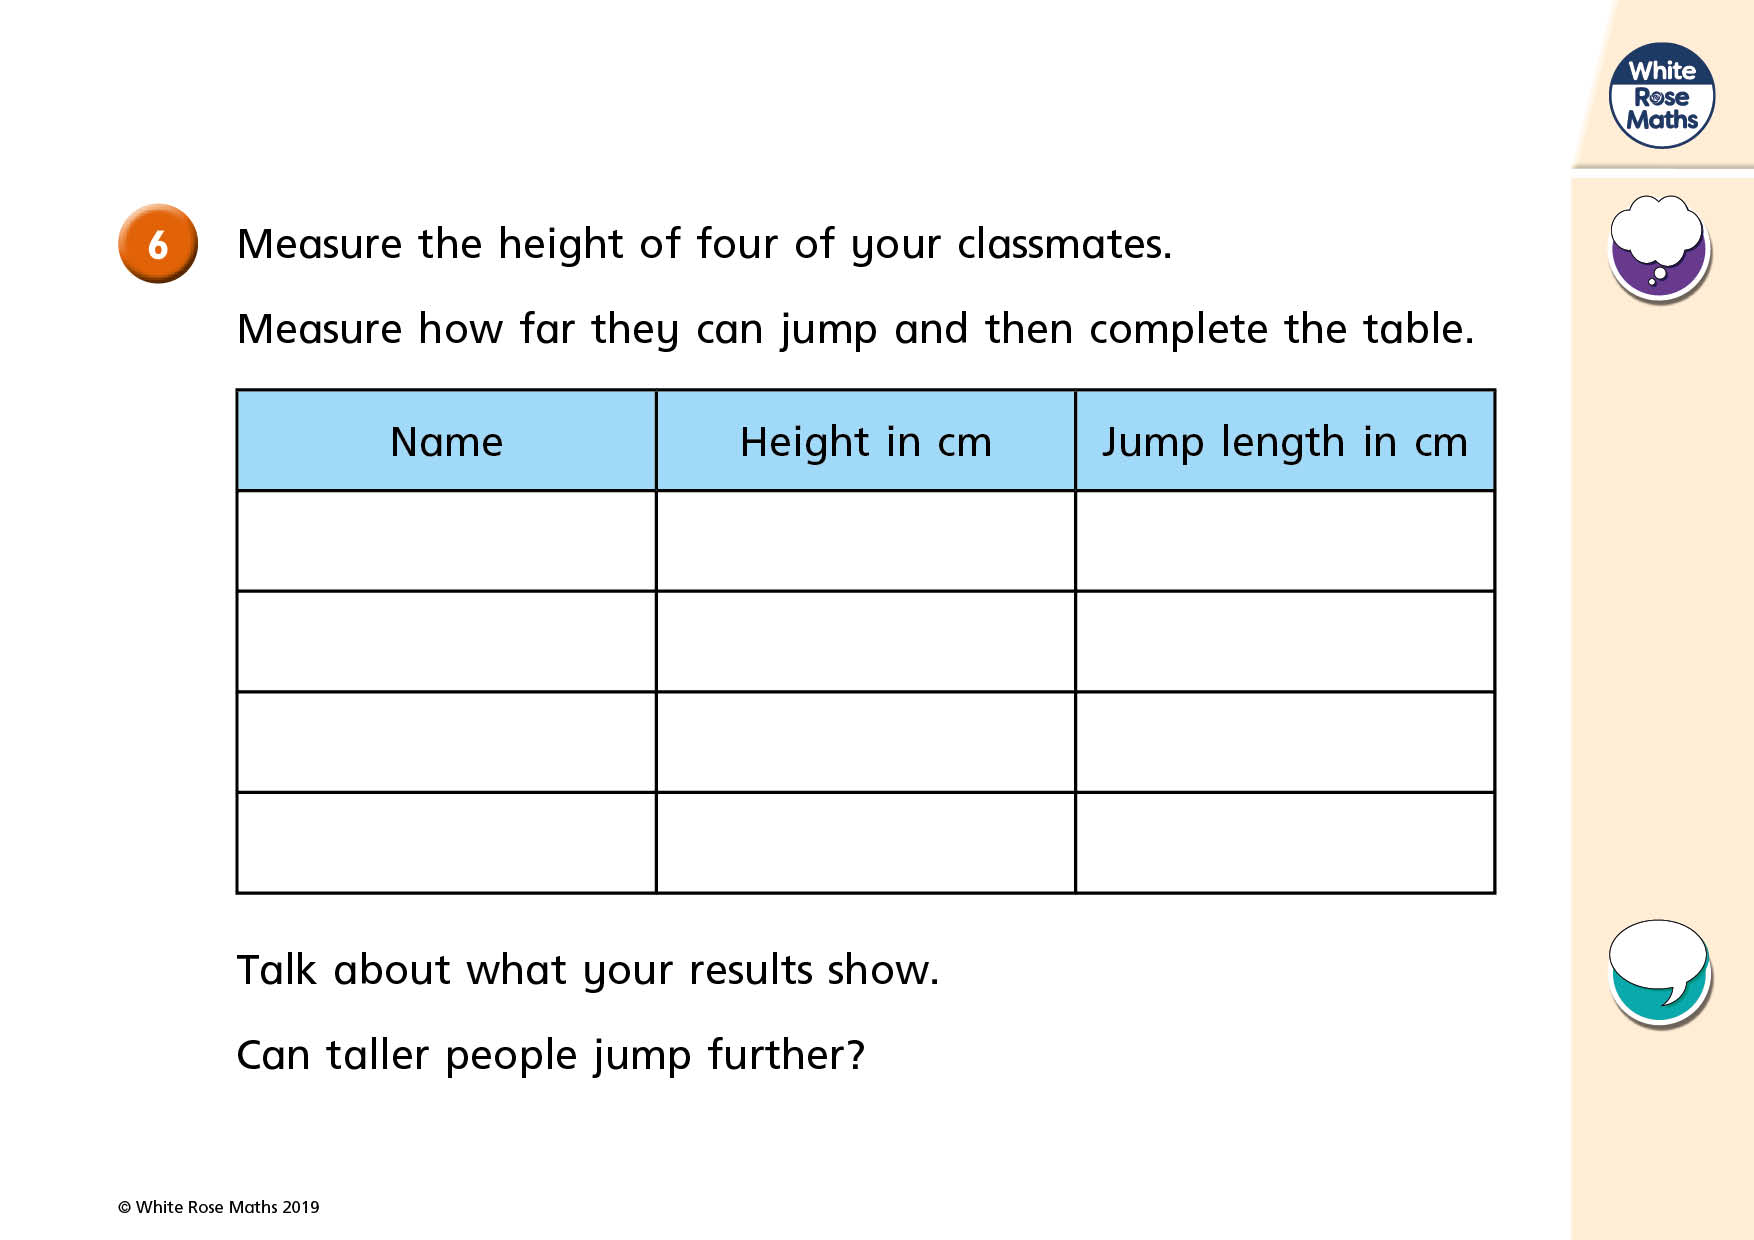 White
Rose
Maths
6
Measure the height of four of your classmates.
Measure how far they can jump and then complete the table.
Name Height in cm Jump length in cm
Talk about what your results show.
Can taller people jump further?
© White Rose Maths 2019